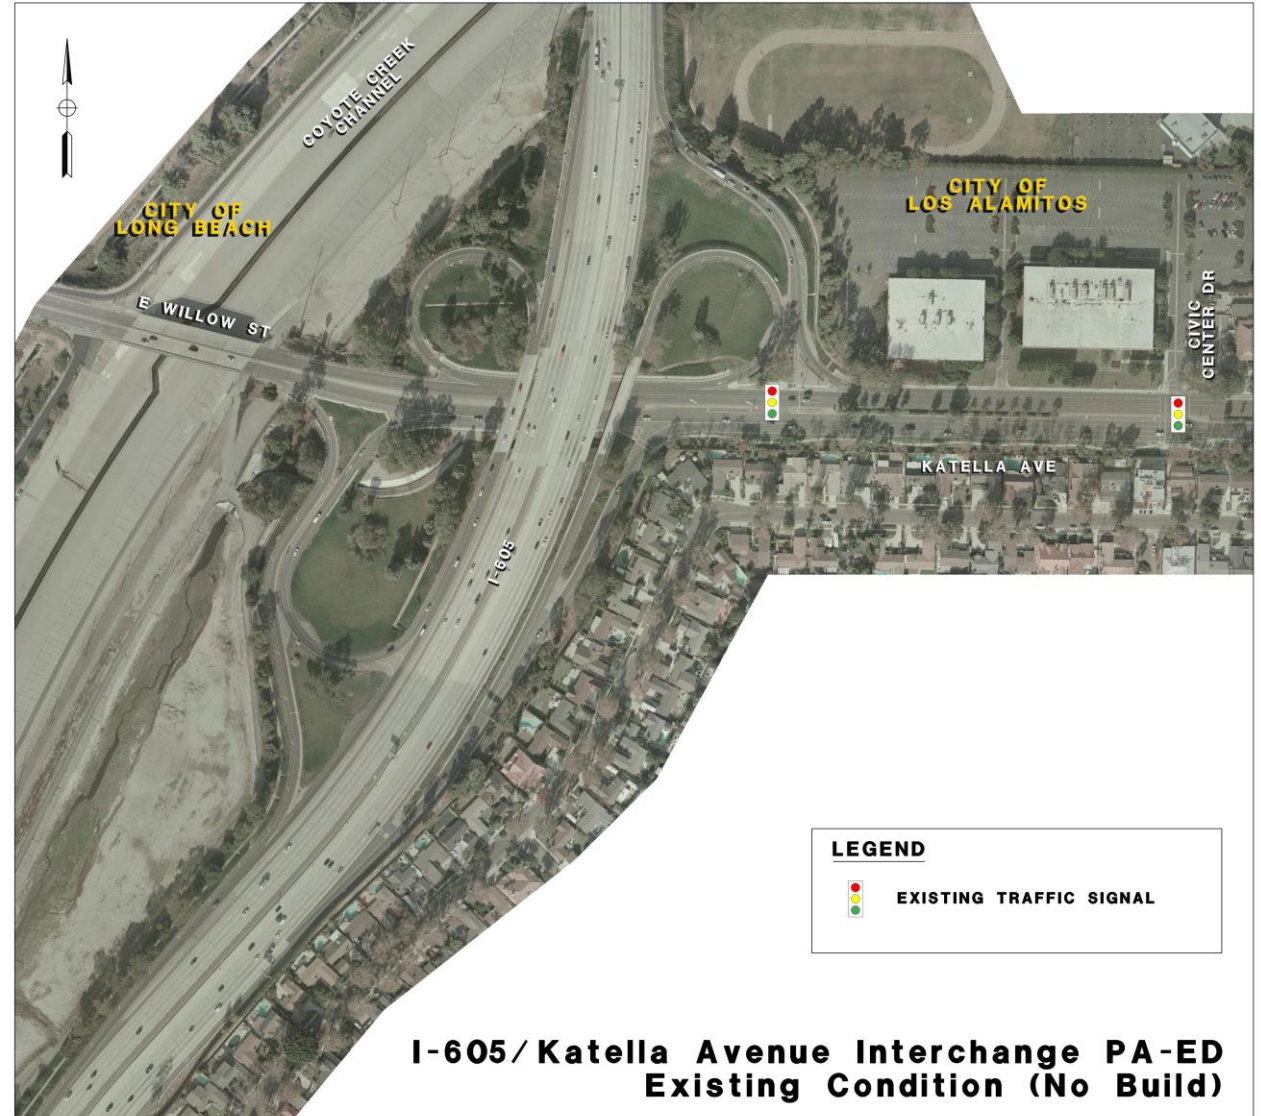 COYOTE CREEK
CHANNEL
CITY OF
LONG BEACH
CITY OF
LOS ALAMITOS
E WILLOW ST
CIVIC
CENTER DR
KATELLA AVE
I-605
LEGEND
EXISTING TRAFFIC SIGNAL
I-605/Katella Avenue Interchange PA-ED
Existing Condition (No Build)